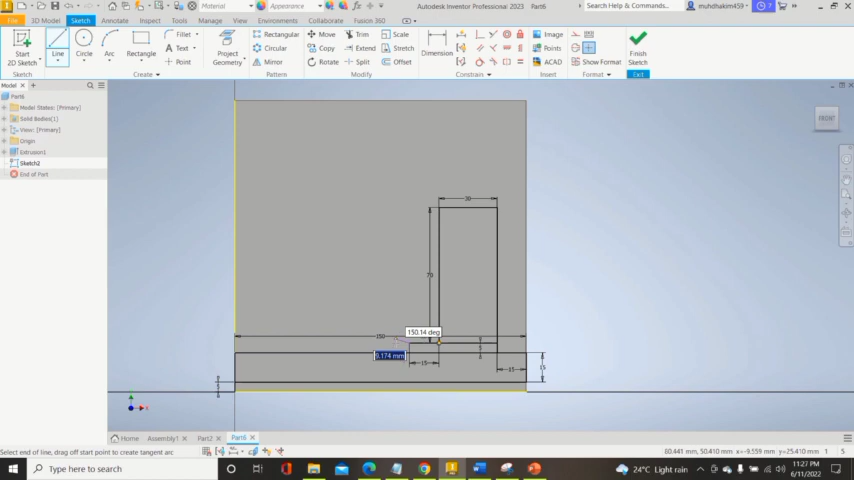 Material
Appearance
Autodesk Inventor Professional 2023 Part6
Search Help & Commands...
muhdhakim459
File
3D Model
Sketch
Annotate
Inspect
Tools
Manage
View
Environments
Get Started
Collaborate
Fusion 360
Start
2D Sketch
Line
Circle
Arc
Rectangle
Fillet
Text
Point
Project
Geometry
Rectangular
Circular
Mirror
Move
Copy
Rotate
Trim
Extend
Split
Scale
Stretch
Offset
Dimension
Image
Points
ACAD
Show Format
Finish
Sketch
Sketch
Create
Pattern
Modify
Constrain
Insert
Format
Exit
Model
Part6
Model States: [Primary]
Solid Bodies(1)
View: [Primary]
Origin
Extrusion1
Sketch2
End of Part
FRONT
70
150.14 deg
150
15
15
15
5
Home
Assembly1
Part2
Part6
Select end of line, drag off start point to create tangent arc
80.441 mm, 50.410 mm
x=-9.559 mm
y=25.410 mm
1
5
Type here to search
24°C Light rain
11:27 PM
6/11/2022